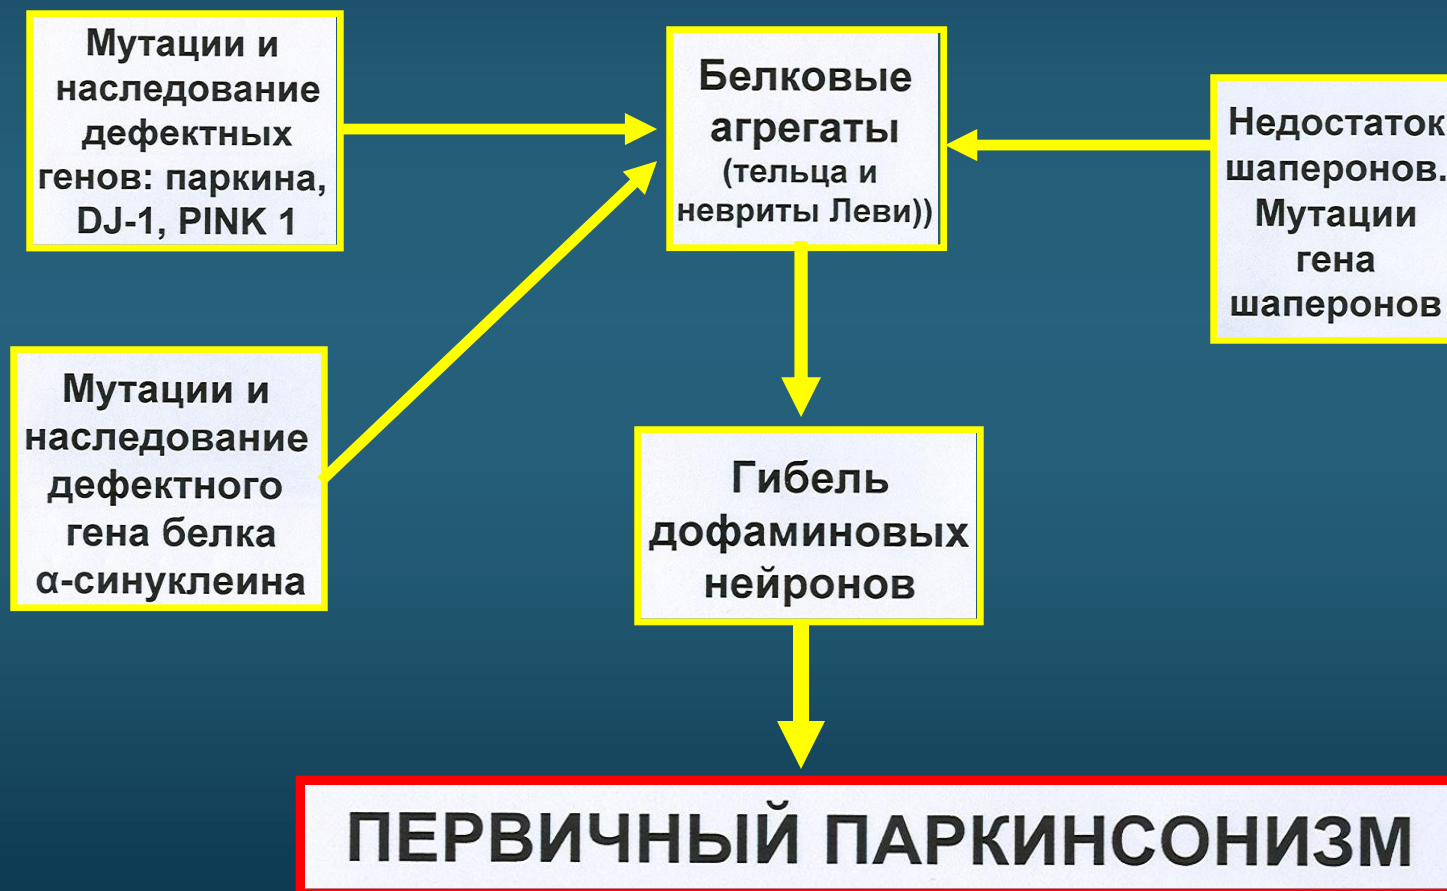 Мутации и
наследование
дефектных
генов: паркина,
DJ-1, PINK 1
Белковые
агрегаты
(тельца и
невриты Леви))
Недостаток
шаперонов.
Мутации
гена
шаперонов
Мутации и
наследование
дефектного
гена белка
α-синуклеина
Гибель
дофаминовых
нейронов
ПЕРВИЧНЫЙ ПАРКИНСОНИЗМ